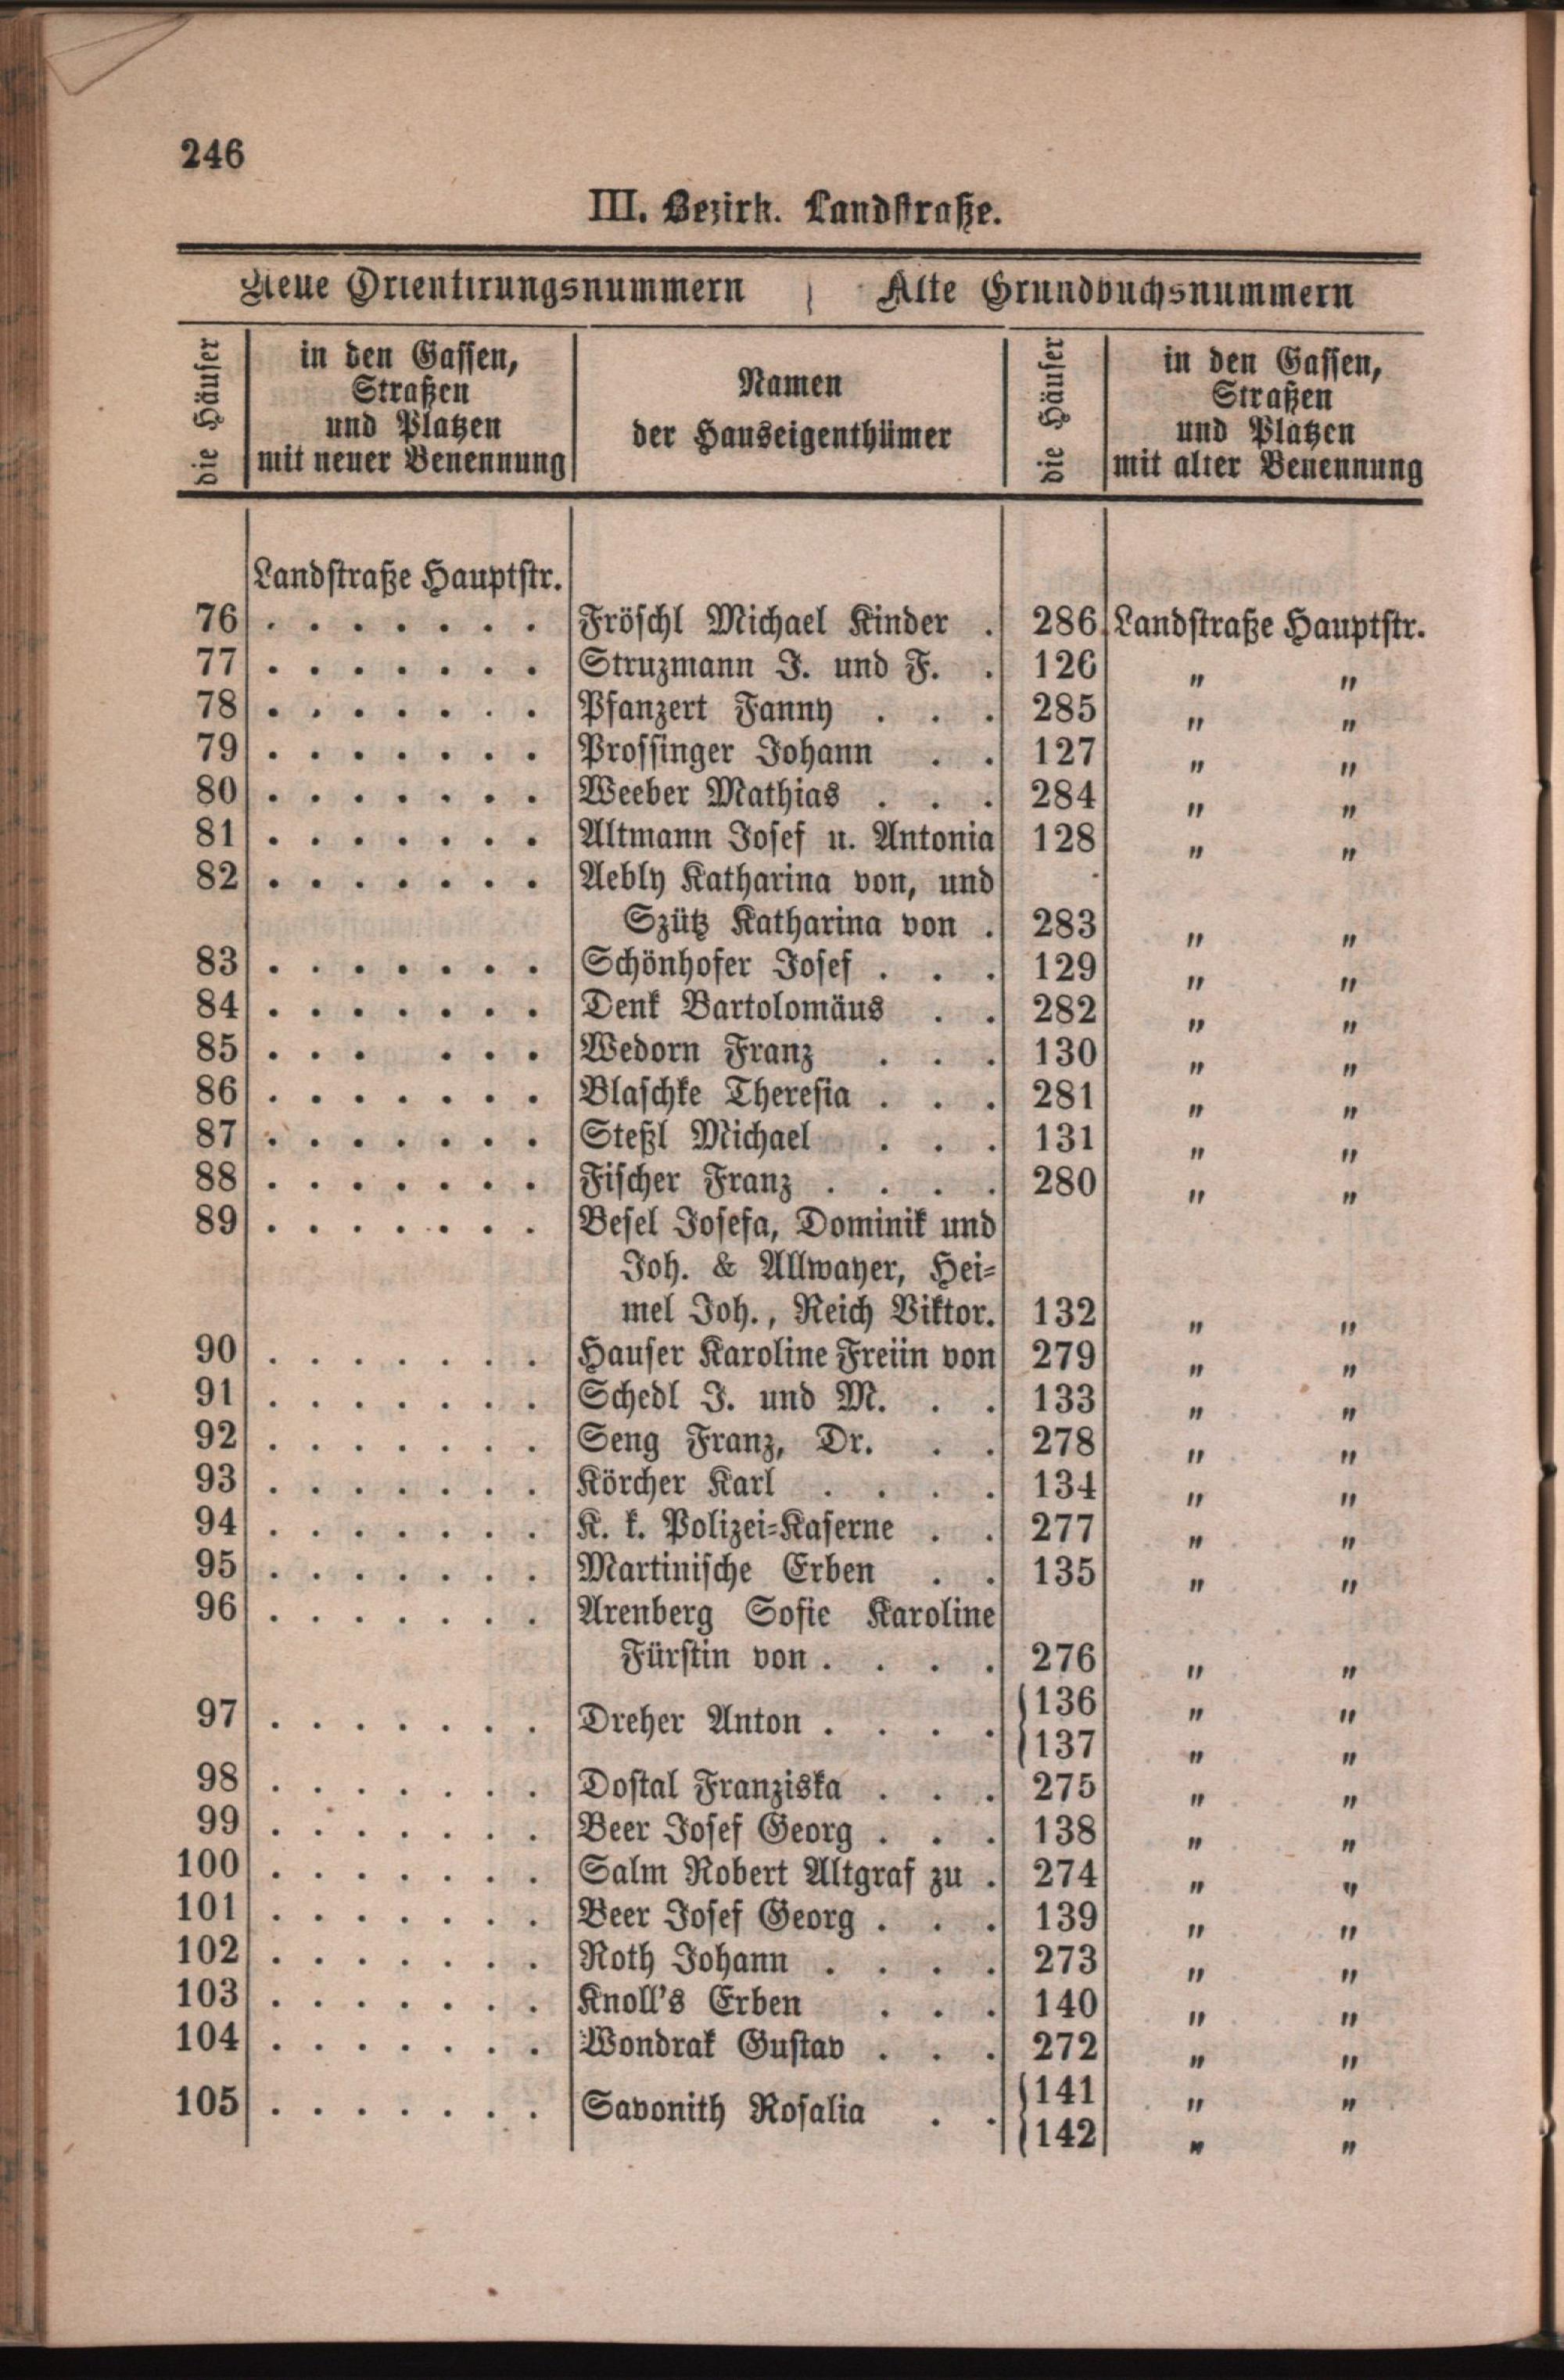 246
III. Bezirk. Landstraße.
Neue Orientirungsnummern | Alte Grundbuchsnummern
die Häuser
in den Gassen,
Straßen
und Plätzen
mit neuer Benennung
Namen
der Hauseigenthümer
die Häuser
in den Gassen,
Straßen
und Plätzen
mit alter Benennung
Landstraße Hauptstr.
76 . . . . . . . Fröschl Michael Kinder . 286 Landstraße Hauptstr.
77 . . . . . . . Struzmann J. und F. . 126 „ „
78 . . . . . . . Pfanzert Fanny . . . 285 „ „
79 . . . . . . . Prossinger Johann . . 127 „ „
80 . . . . . . . Weeber Mathias . . . 284 „ „
81 . . . . . . . Altmann Josef u. Antonia 128 „ „
82 . . . . . . . Aebly Katharina von, und
Szütz Katharina von . 283 „ „
83 . . . . . . . Schönhofer Josef . . . 129 „ „
84 . . . . . . . Denk Bartolomäus . . 282 „ „
85 . . . . . . Wedorn Franz . . . 130 „ „
86 . . . . . . . Blaschke Theresia . . . 281 „ „
87 . . . . . . . Steßl Michael . . . 131 „ „
88 . . . . . . . Fischer Franz . . . . 280 „ „
89 . . . . . . . Besel Josefa, Dominik und
Joh. & Allwayer, Hei-
mel Joh., Reich Viktor. 132 „ „
90 . . . . . . . Hauser Karoline Freiin von 279 „ „
91 . . . . . . . Schedl J. und M. . . 133 „ „
92 . . . . . . . Seng Franz, Dr. . . 278 „ „
93 . . . . . . . Körcher Karl . . . . 134 „ „
94 . . . . . . . K. k. Polizei-Kaserne . . 277 „ „
95 . . . . . . . Martinische Erben . . 135 „ „
96 . . . . . . . Arenberg Sofie Karoline
Fürstin von . . . . 276 „ „
136 „ „
97 . . . . . . . Dreher Anton . . . .
137 „ „
98 . . . . . . . Dostal Franziska . . . 275 „ „
99 . . . . . . . Beer Josef Georg . . . 138 „ „
100 . . . . . . . Salm Robert Altgraf zu . 274 „ „
101 . . . . . . . Beer Josef Georg . . . 139 „ „
102 . . . . . . . Roth Johann . . . . 273 „ „
103 . . . . . . . Knoll's Erben . . . 140 „ „
104 . . . . . . . Wondrak Gustav . . . 272 „ „
141 „ „
105 . . . . . . . Savonith Rosalia . .
142 „ „